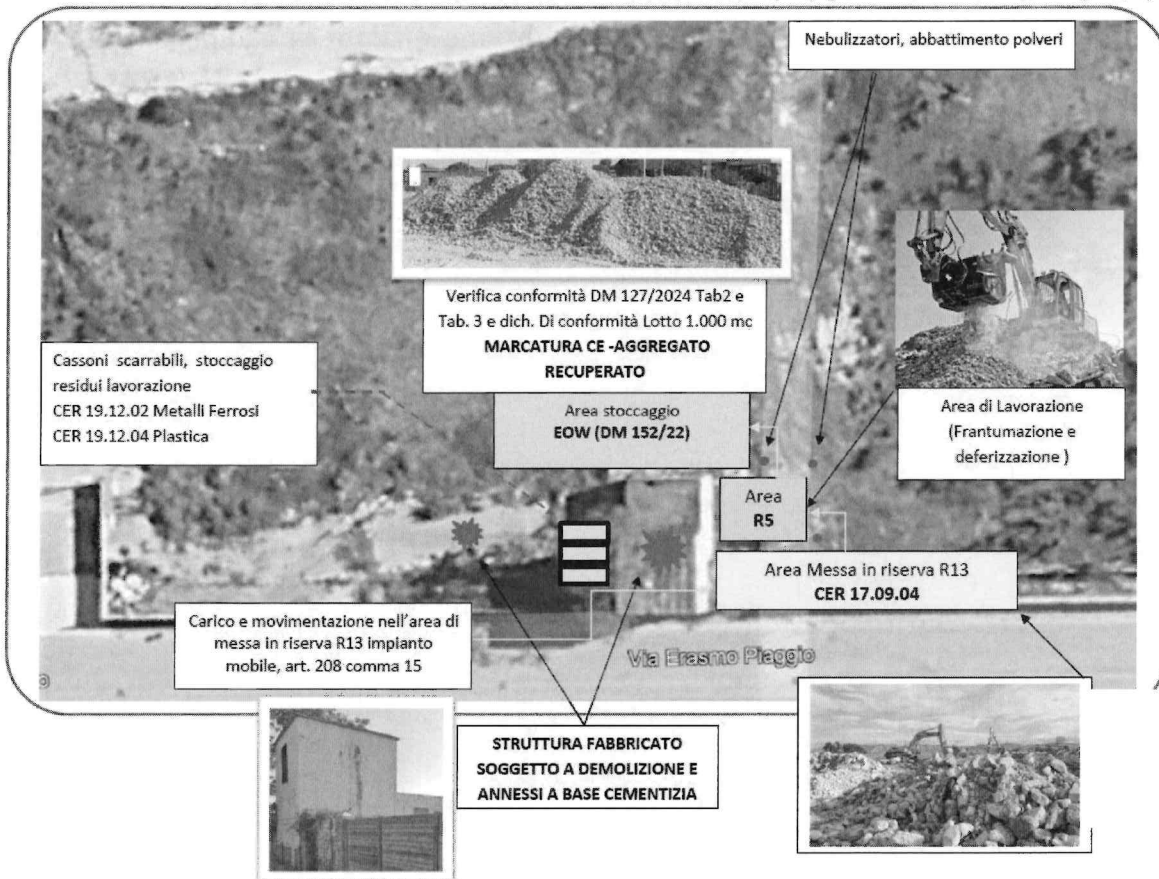 Nebulizzatori, abbattimento polveri
Verifica conformità DM 127/2024 Tab2 e
Tab. 3 e dich. Di conformità Lotto 1.000 mc
MARCATURA CE -AGGREGATO
RECUPERATO
Cassoni scarrabili, stoccaggio
residui lavorazione
CER 19.12.02 Metalli Ferrosi
CER 19.12.04 Plastica
Area stoccaggio
EOW (DM 152/22)
Area di Lavorazione
(Frantumazione e
deferizzazione )
Area
R5
Area Messa in riserva R13
CER 17.09.04
Carico e movimentazione nell'area di
messa in riserva R13 impianto
mobile, art. 208 comma 15
Via Erasmo Piaggio
STRUTTURA FABBRICATO
SOGGETTO A DEMOLIZIONE E
ANNESSI A BASE CEMENTIZIA